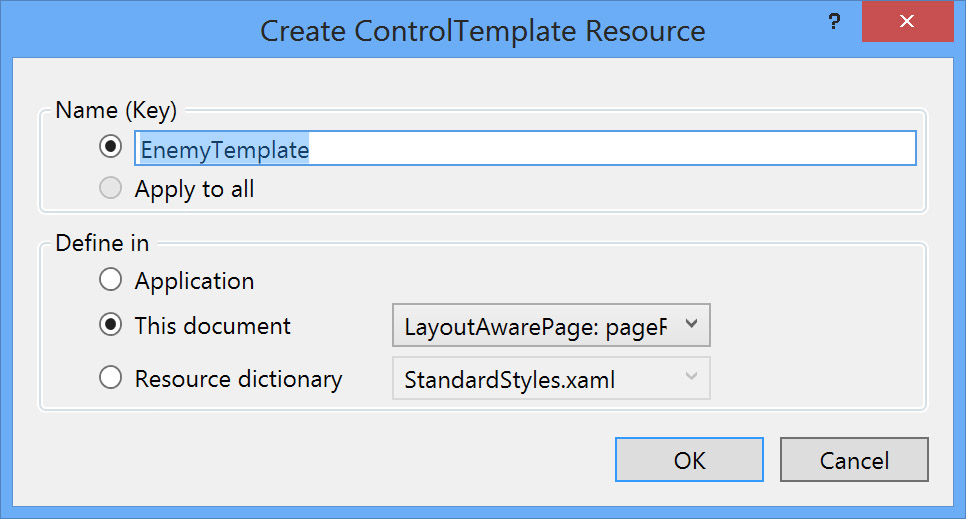 Create ControlTemplate Resource
?
Name (Key)
EnemyTemplate
Apply to all
Define in
Application
This document
LayoutAwarePage: pageR
Resource dictionary
StandardStyles.xaml
OK
Cancel